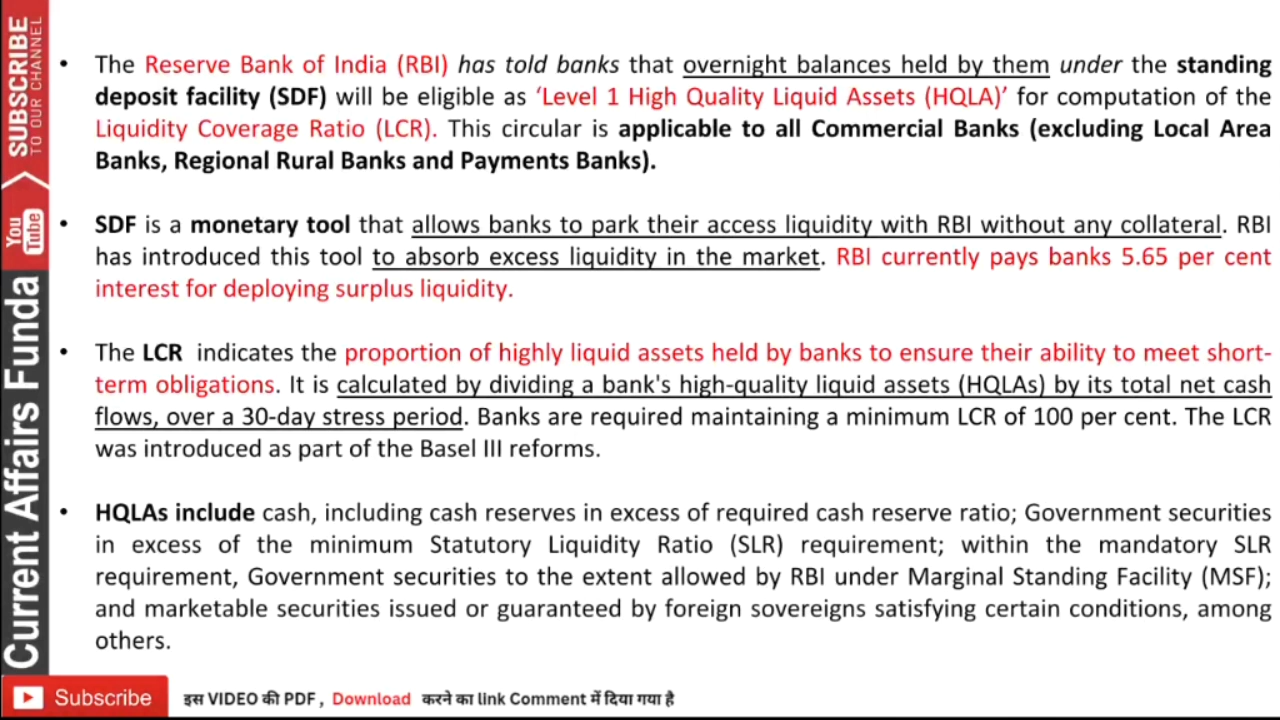 SUBSCRIBE
TO OUR CHANNEL
You
Tube
Current Affairs Funda
• The Reserve Bank of India (RBI) has told banks that overnight balances held by them under the standing
deposit facility (SDF) will be eligible as ‘Level 1 High Quality Liquid Assets (HQLA)’ for computation of the
Liquidity Coverage Ratio (LCR). This circular is applicable to all Commercial Banks (excluding Local Area
Banks, Regional Rural Banks and Payments Banks).
• SDF is a monetary tool that allows banks to park their access liquidity with RBI without any collateral. RBI
has introduced this tool to absorb excess liquidity in the market. RBI currently pays banks 5.65 per cent
interest for deploying surplus liquidity.
• The LCR indicates the proportion of highly liquid assets held by banks to ensure their ability to meet short-
term obligations. It is calculated by dividing a bank's high-quality liquid assets (HQLAs) by its total net cash
flows, over a 30-day stress period. Banks are required maintaining a minimum LCR of 100 per cent. The LCR
was introduced as part of the Basel III reforms.
• HQLAs include cash, including cash reserves in excess of required cash reserve ratio; Government securities
in excess of the minimum Statutory Liquidity Ratio (SLR) requirement; within the mandatory SLR
requirement, Government securities to the extent allowed by RBI under Marginal Standing Facility (MSF);
and marketable securities issued or guaranteed by foreign sovereigns satisfying certain conditions, among
others.
Subscribe इस VIDEO की PDF , Download करने का link Comment में दिया गया है